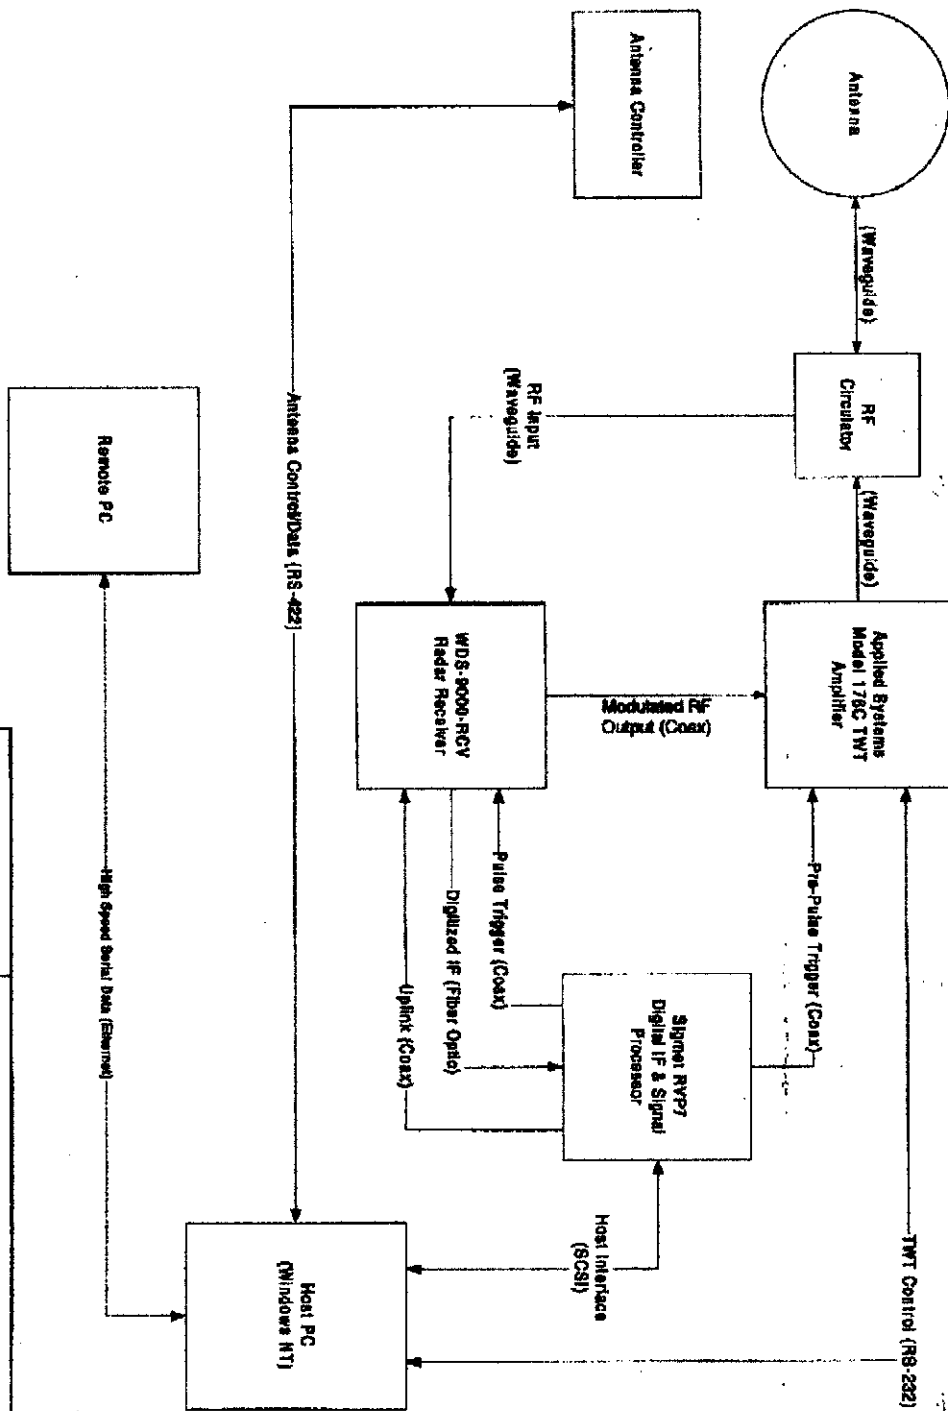 Antenna
(Waveguide)
RF
Circulator
(Waveguide)
Applied Systems
Model 176C TWT
Amplifier
TWT Control (RS-232)
Pre-Pulse Trigger (Coax)
Antenna Controller
RF Input
(Waveguide)
Modulated RF
Output (Coax)
Sigmet RVP7
Digital IF & Signal
Processor
WDS-9000-RCV
Radar Receiver
Pulse Trigger (Coax)
Digitized IF (Fiber Optic)
Uplink (Coax)
Host Interface
(SCSI)
Antenna Control/Data (RS-422)
Host PC
(Windows NT)
Remote PC
High Speed Serial Data (Ethernet)